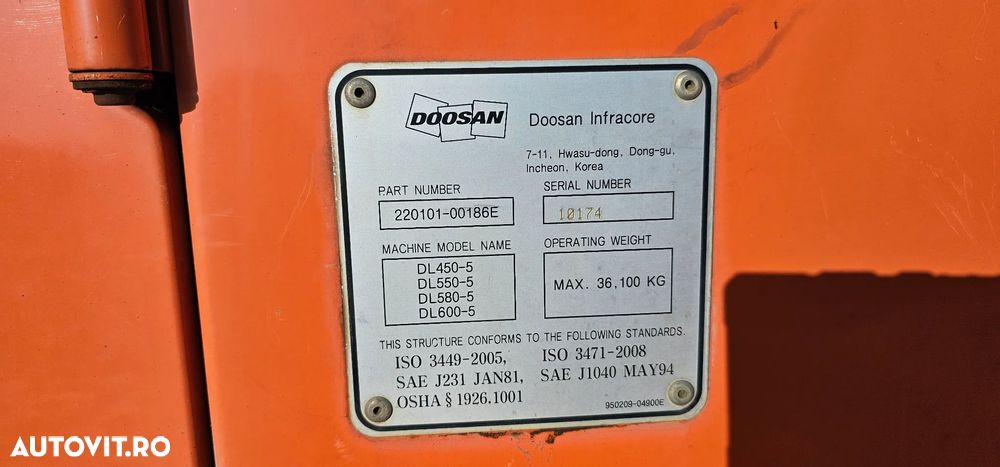 DOOSAN
Doosan Infracore
7-11, Hwasu-dong, Dong-gu,
Incheon, Korea
PART NUMBER
220101-00186E
SERIAL NUMBER
10174
MACHINE MODEL NAME
DL450-5
DL550-5
DL580-5
DL600-5
OPERATING WEIGHT
MAX. 36,100 KG
THIS STRUCTURE CONFORMS TO THE FOLLOWING STANDARDS.
ISO 3449-2005, ISO 3471-2008
SAE J231 JAN81, SAE J1040 MAY94
OSHA § 1926.1001
950209-04900E
AUTOVIT.RO